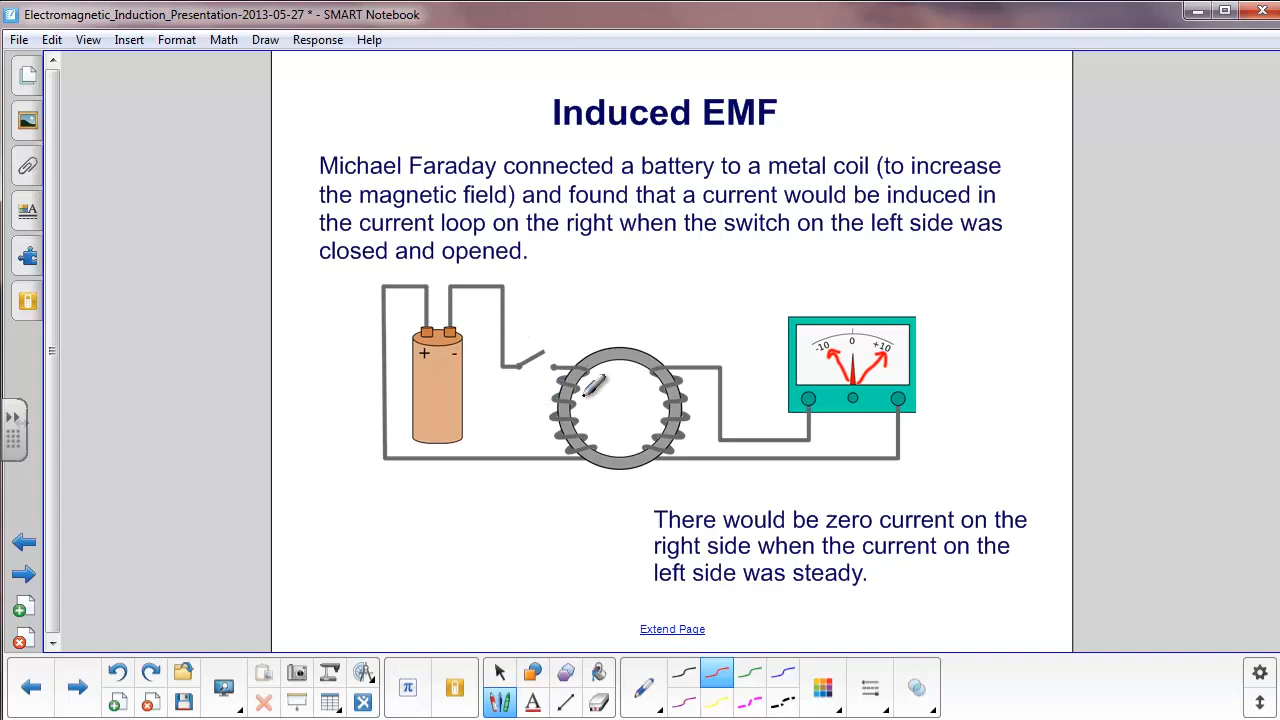 Electromagnetic_Induction_Presentation-2013-05-27 * - SMART Notebook
File Edit View Insert Format Math Draw Response Help
Induced EMF
Michael Faraday connected a battery to a metal coil (to increase
the magnetic field) and found that a current would be induced in
the current loop on the right when the switch on the left side was
closed and opened.
+ -
-10 0 +10
There would be zero current on the
right side when the current on the
left side was steady.
Extend Page